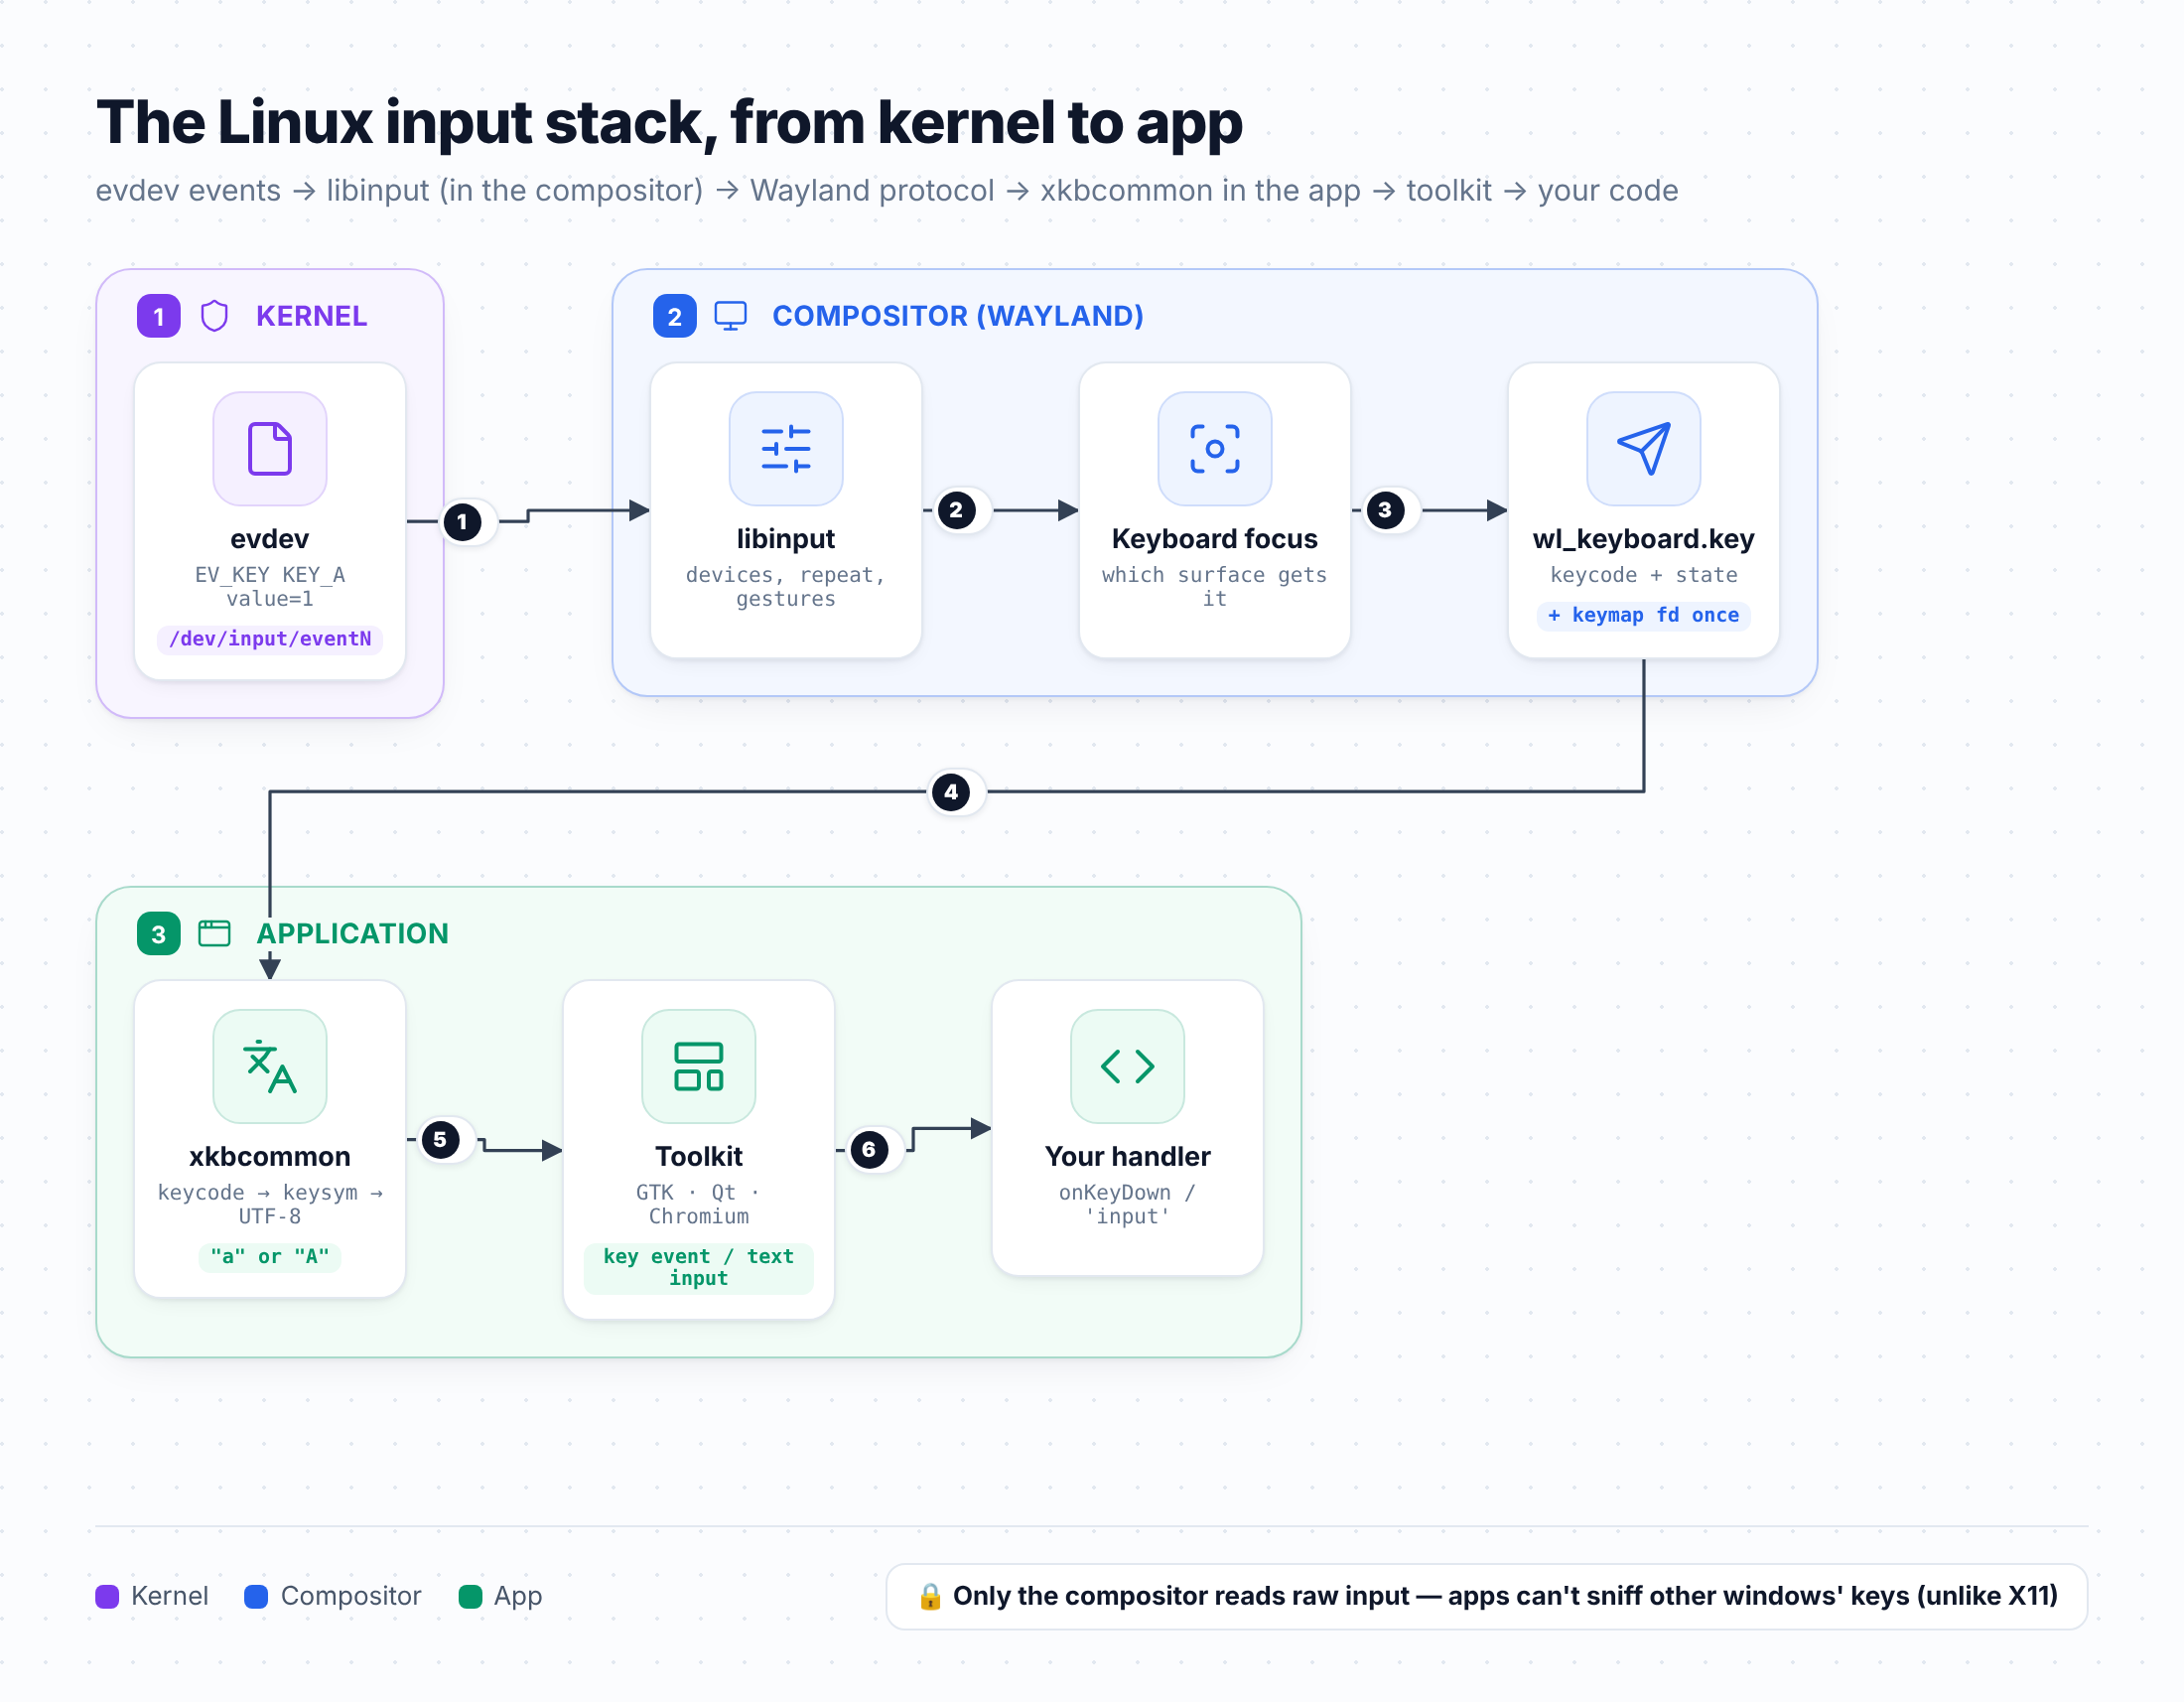 The Linux input stack, from kernel to app
evdev events → libinput (in the compositor) → Wayland protocol → xkbcommon in the app → toolkit → your code
1 KERNEL
evdev
EV_KEY KEY_A
value=1
/dev/input/eventN
1
2 COMPOSITOR (WAYLAND)
libinput
devices, repeat,
gestures
2
Keyboard focus
which surface gets
it
3
wl_keyboard.key
keycode + state
+ keymap fd once
4
3 APPLICATION
xkbcommon
keycode → keysym →
UTF-8
"a" or "A"
5
Toolkit
GTK · Qt ·
Chromium
key event / text
input
6
Your handler
onKeyDown /
'input'
Kernel
Compositor
App
🔒 Only the compositor reads raw input — apps can't sniff other windows' keys (unlike X11)